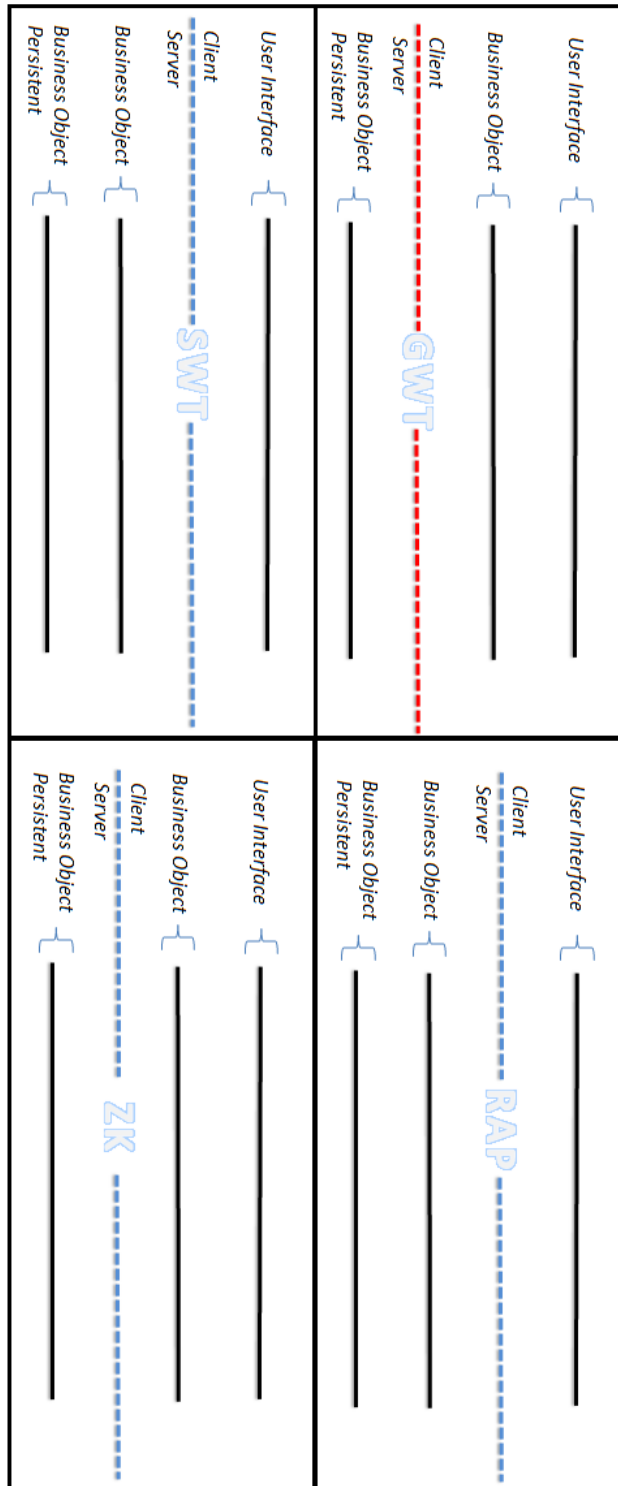 User Interface
Business Object
Client
GWT
Server
Business Object
Persistent
User Interface
Client
RAP
Server
Business Object
Business Object
Persistent
User Interface
Client
SWT
Server
Business Object
Business Object
Persistent
User Interface
Business Object
Client
ZK
Server
Business Object
Persistent